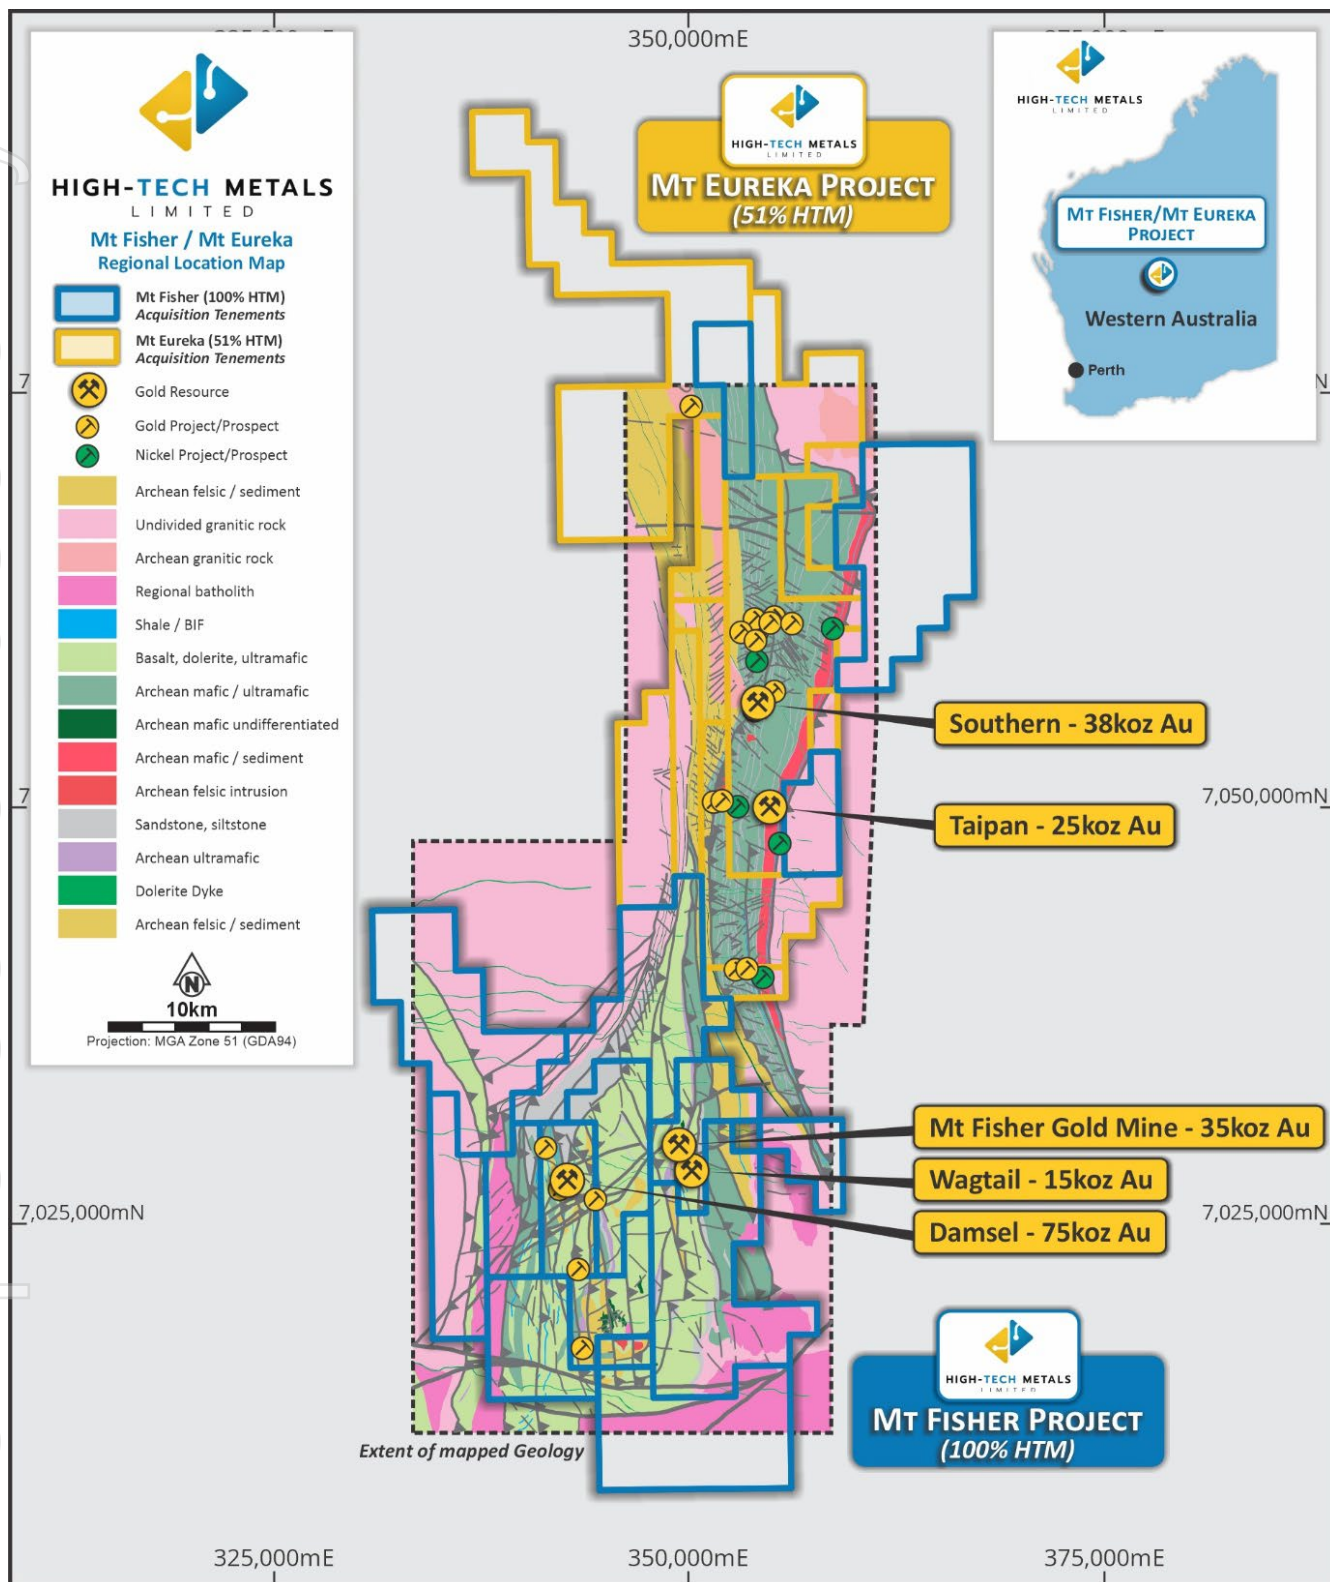 350,000mE
HIGH-TECH METALS
LIMITED
Mt Fisher / Mt Eureka
Regional Location Map
Mt Fisher (100% HTM)
Acquisition Tenements
Mt Eureka (51% HTM)
Acquisition Tenements
Gold Resource
Gold Project/Prospect
Nickel Project/Prospect
Archean felsic / sediment
Undivided granitic rock
Archean granitic rock
Regional batholith
Shale / BIF
Basalt, dolerite, ultramafic
Archean mafic / ultramafic
Archean mafic undifferentiated
Archean mafic / sediment
Archean felsic intrusion
Sandstone, siltstone
Archean ultramafic
Dolerite Dyke
Archean felsic / sediment
N
10km
Projection: MGA Zone 51 (GDA94)
HIGH-TECH METALS
LIMITED
MT EUREKA PROJECT
(51% HTM)
HIGH-TECH METALS
LIMITED
MT FISHER/MT EUREKA
PROJECT
Western Australia
Perth
Southern - 38koz Au
7,050,000mN
Taipan - 25koz Au
Mt Fisher Gold Mine - 35koz Au
Wagtail - 15koz Au
7,025,000mN
7,025,000mN
Damsel - 75koz Au
HIGH-TECH METALS
LIMITED
MT FISHER PROJECT
(100% HTM)
Extent of mapped Geology
325,000mE
350,000mE
375,000mE